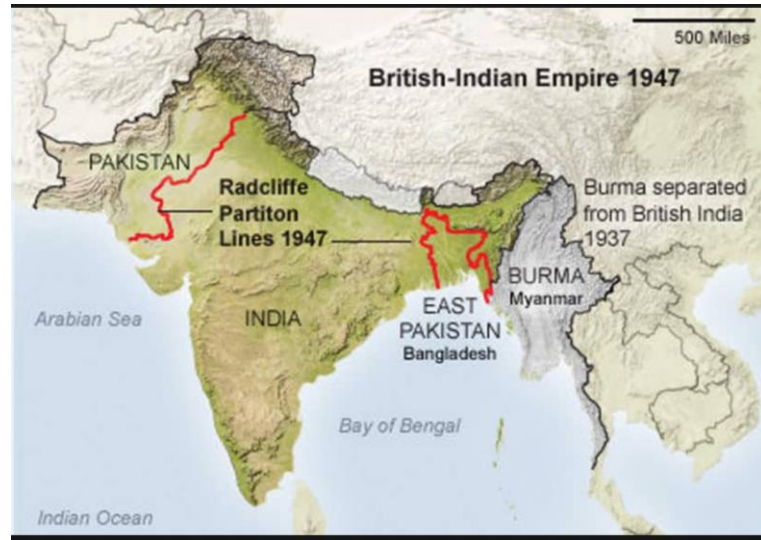 500 Miles
British-Indian Empire 1947
PAKISTAN
Radcliffe
Partiton
Lines 1947
Burma separated
from British India
1937
BURMA
Myanmar
EAST
PAKISTAN
Bangladesh
INDIA
Arabian Sea
Bay of Bengal
Indian Ocean